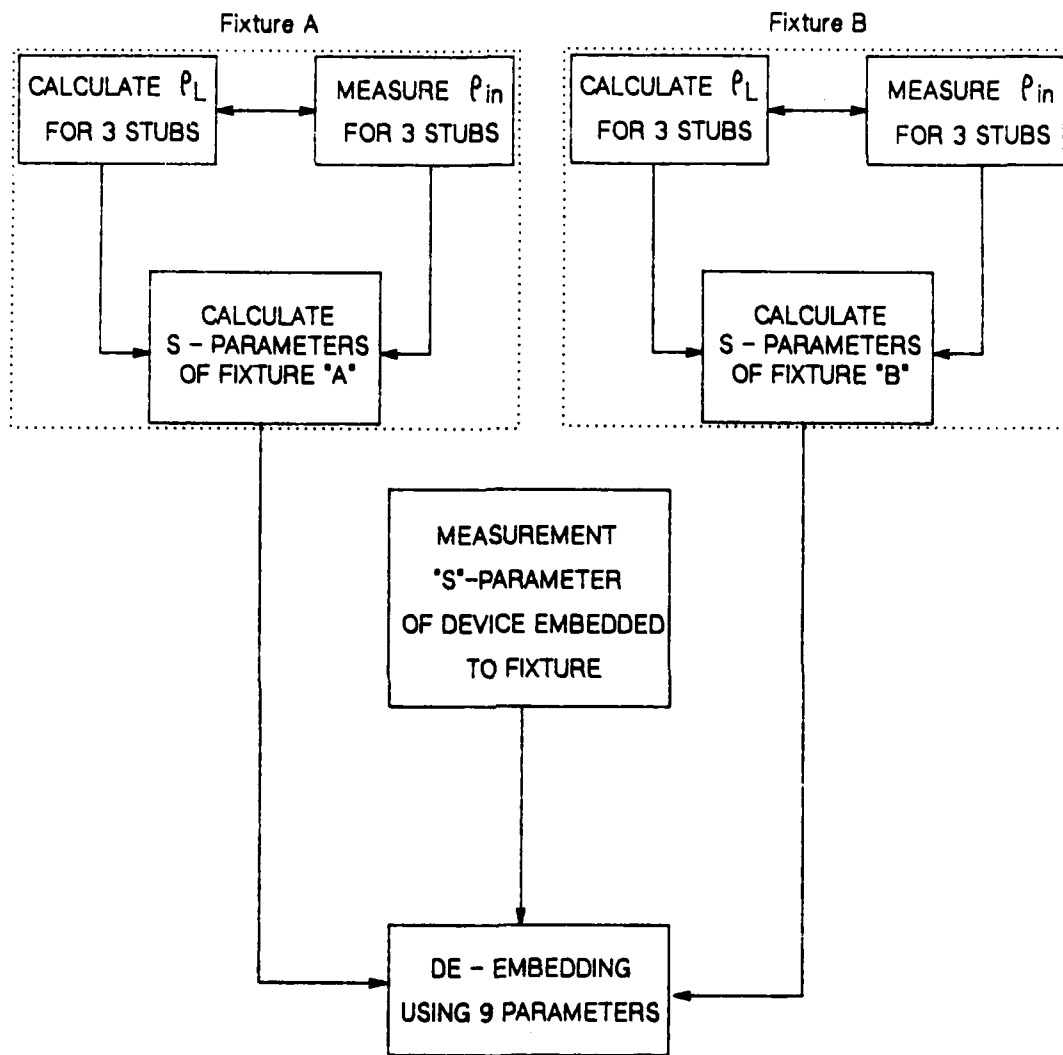 Fixture A
CALCULATE ρL
FOR 3 STUBS
MEASURE ρin
FOR 3 STUBS
CALCULATE
S - PARAMETERS
OF FIXTURE "A"
Fixture B
CALCULATE ρL
FOR 3 STUBS
MEASURE ρin
FOR 3 STUBS
CALCULATE
S - PARAMETERS
OF FIXTURE "B"
MEASUREMENT
"S"-PARAMETER
OF DEVICE EMBEDDED
TO FIXTURE
DE - EMBEDDING
USING 9 PARAMETERS